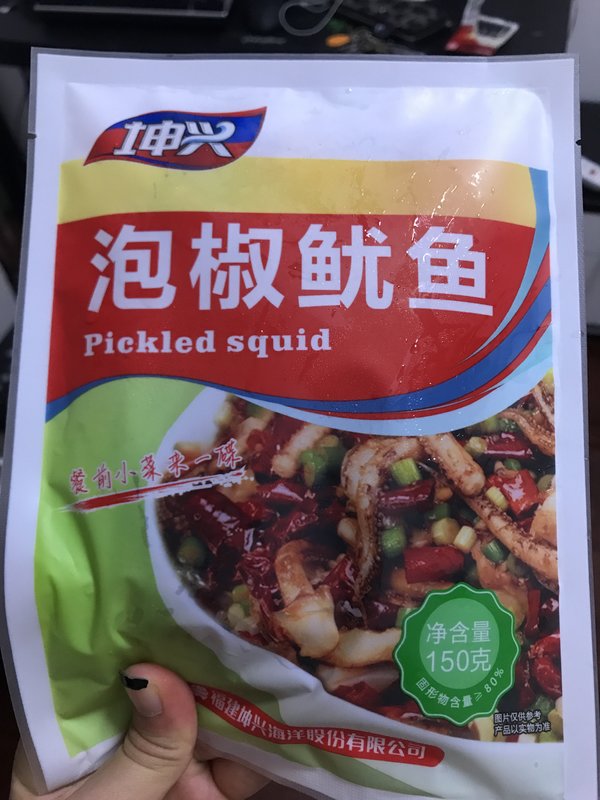 坤兴
泡椒鱿鱼
Pickled squid
餐前小菜来一碟
净含量
150克
固形物含量≥80%
图片仅供参考
产品以实物为准
福建坤兴海洋股份有限公司